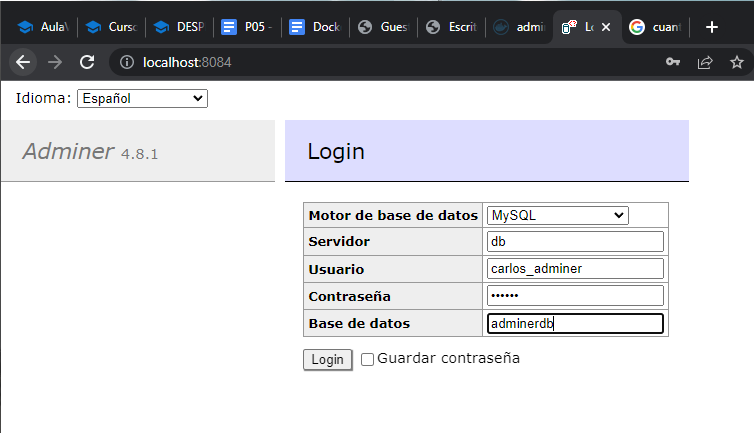 AulaV
Curso
DESP
P05 -
Dock
Gues
Escrit
admi
Lo
cuant
localhost:8084
Idioma: Español
Adminer 4.8.1
Login
Motor de base de datos MySQL
Servidor db
Usuario carlos_adminer
Contraseña ••••••
Base de datos adminerdb
Login Guardar contraseña